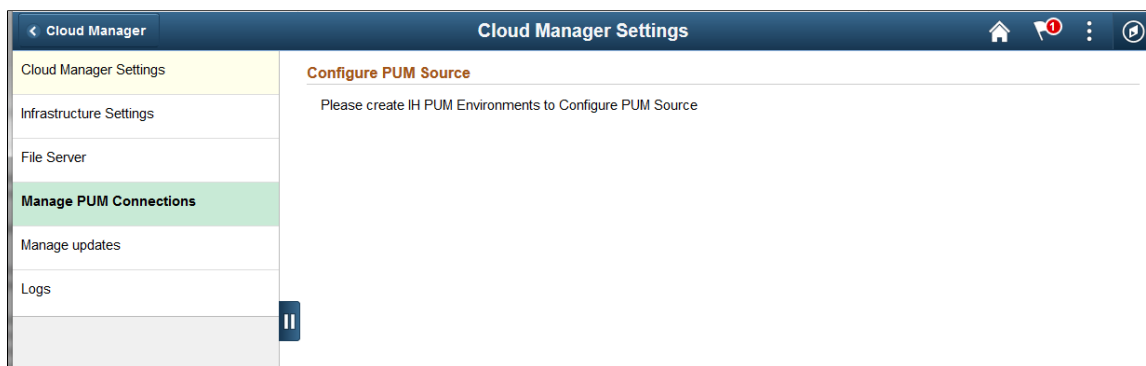 Cloud Manager
Cloud Manager Settings
1
Cloud Manager Settings
Infrastructure Settings
File Server
Manage PUM Connections
Manage updates
Logs
Configure PUM Source
Please create IH PUM Environments to Configure PUM Source